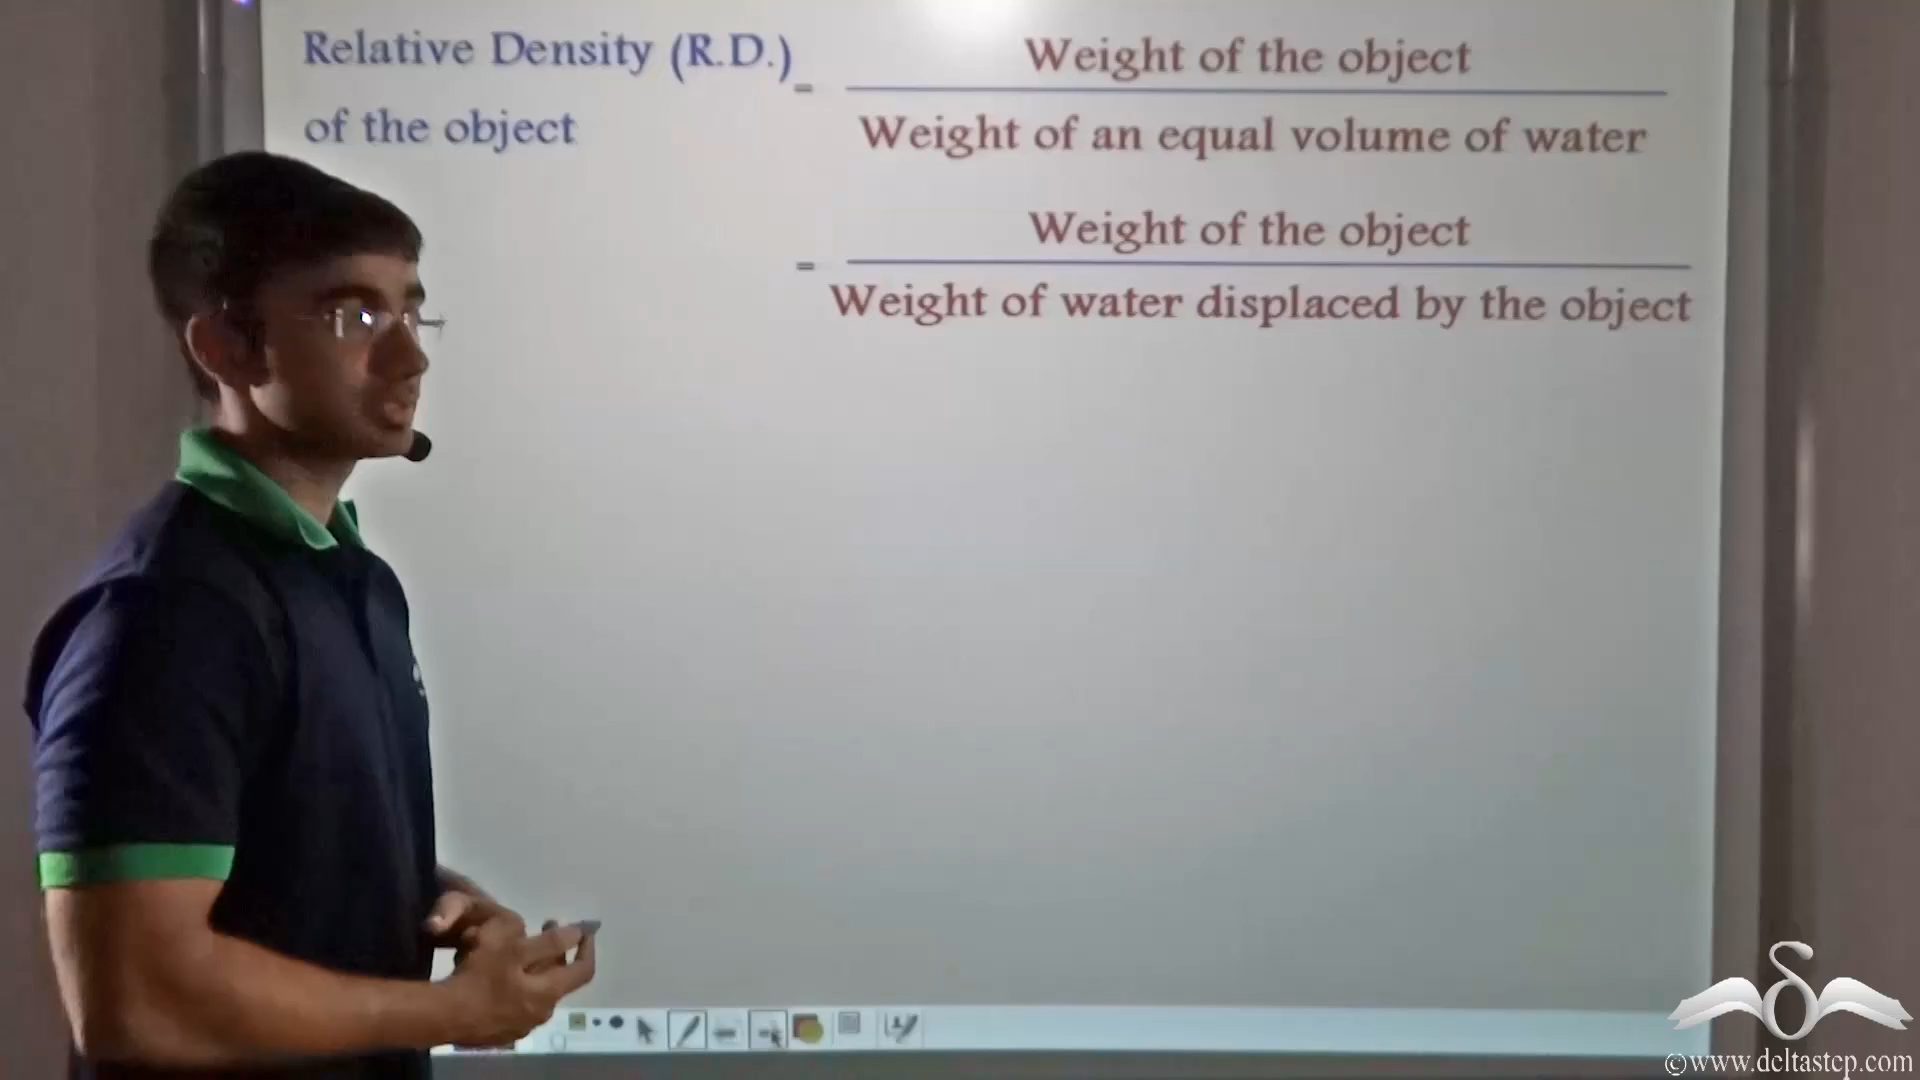 Relative Density (R.D.)
of the object
= Weight of the object
Weight of an equal volume of water
= Weight of the object
Weight of water displaced by the object
©www.deltastep.com